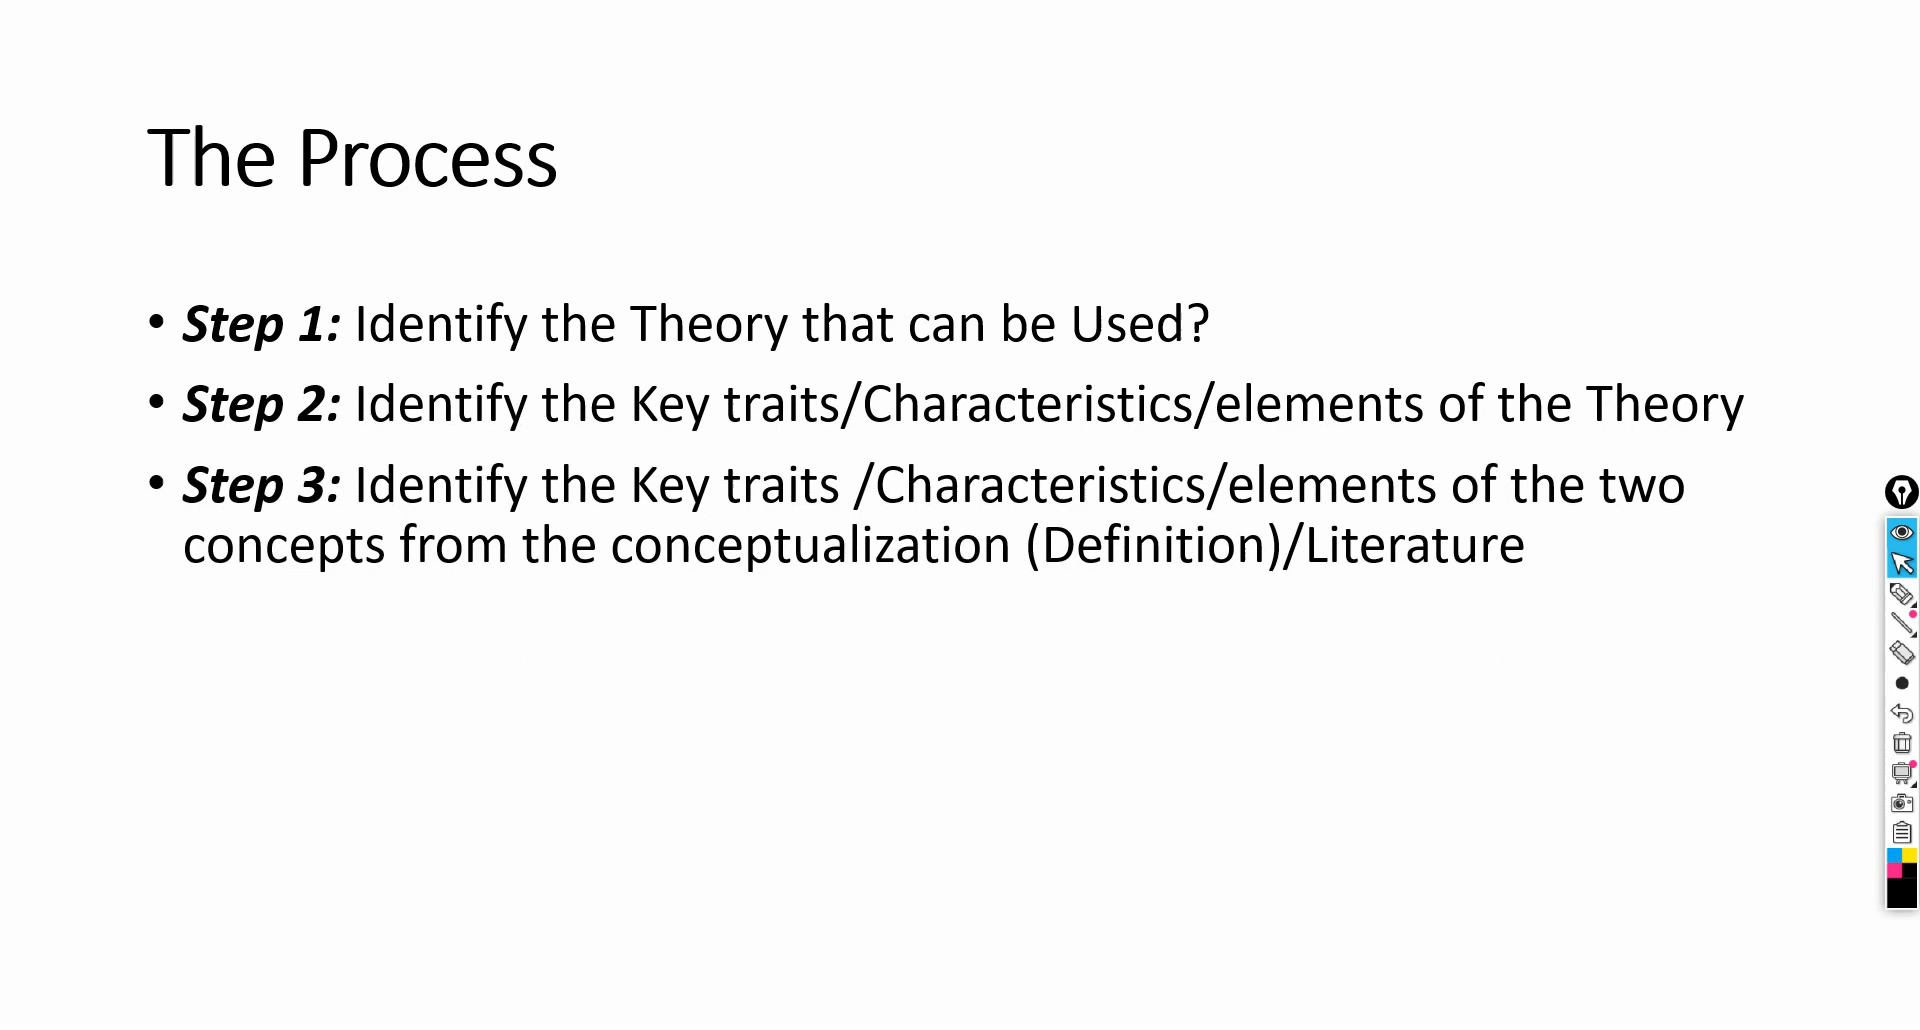 The Process
• Step 1: Identify the Theory that can be Used?
• Step 2: Identify the Key traits/Characteristics/elements of the Theory
• Step 3: Identify the Key traits /Characteristics/elements of the two
concepts from the conceptualization (Definition)/Literature